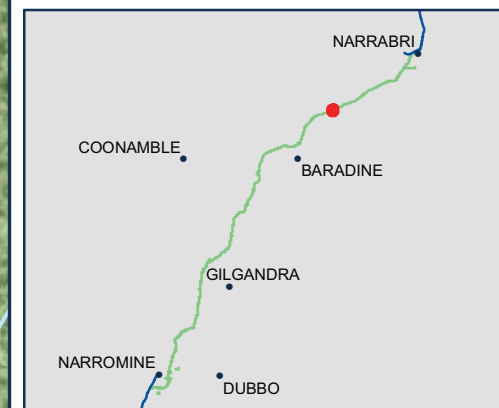 NARRABRI
COONAMBLE
BARADINE
GILGANDRA
NARROMINE
DUBBO